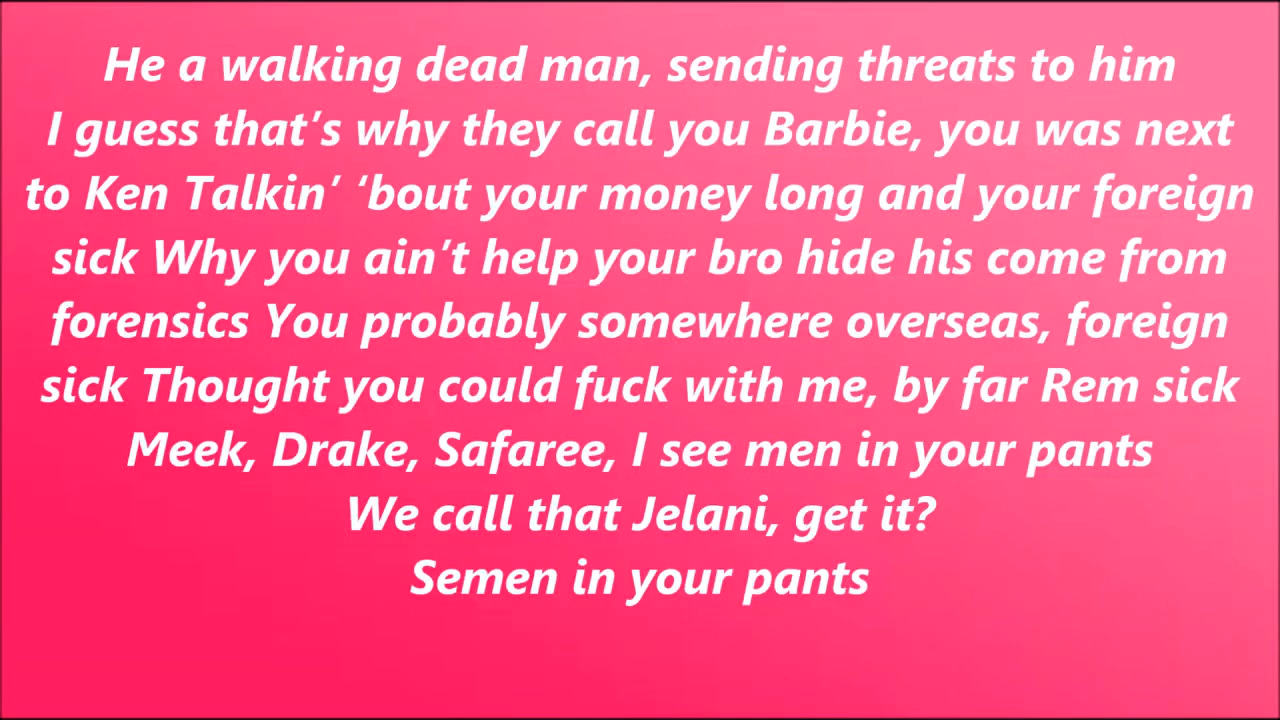 He a walking dead man, sending threats to him
I guess that’s why they call you Barbie, you was next
to Ken Talkin’ ‘bout your money long and your foreign
sick Why you ain’t help your bro hide his come from
forensics You probably somewhere overseas, foreign
sick Thought you could fuck with me, by far Rem sick
Meek, Drake, Safaree, I see men in your pants
We call that Jelani, get it?
Semen in your pants